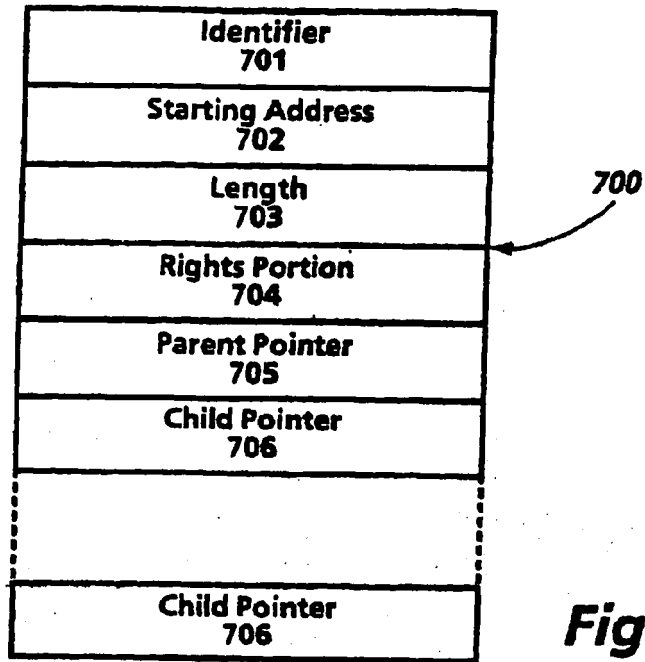 Identifier
701
Starting Address
702
Length
703
700
Rights Portion
704
Parent Pointer
705
Child Pointer
706
Child Pointer
706
Fig